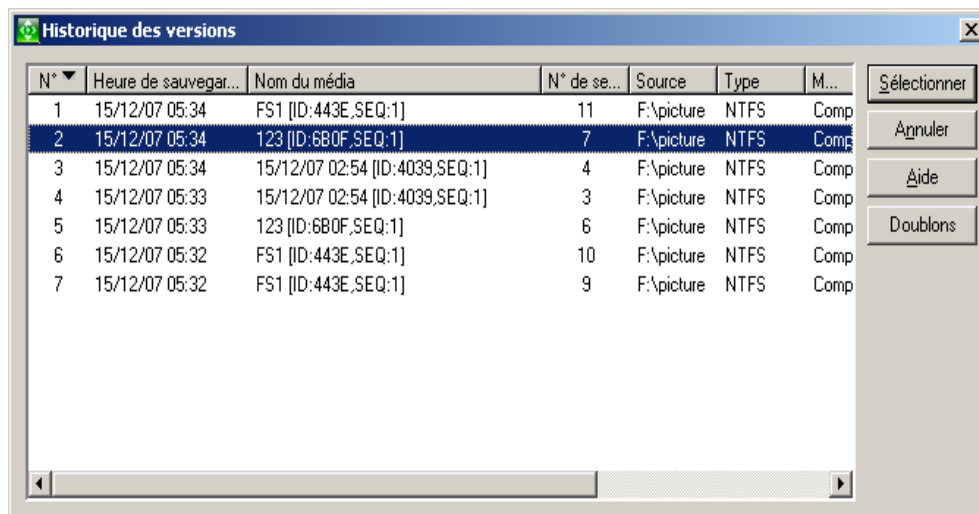 Historique des versions
N° Heure de sauvegar... Nom du média N° de se... Source Type M...
1 15/12/07 05:34 FS1 [ID:443E,SEQ:1] 11 F:\picture NTFS Comp
2 15/12/07 05:34 123 [ID:6B0F,SEQ:1] 7 F:\picture NTFS Comp
3 15/12/07 05:34 15/12/07 02:54 [ID:4039,SEQ:1] 4 F:\picture NTFS Comp
4 15/12/07 05:33 15/12/07 02:54 [ID:4039,SEQ:1] 3 F:\picture NTFS Comp
5 15/12/07 05:33 123 [ID:6B0F,SEQ:1] 6 F:\picture NTFS Comp
6 15/12/07 05:32 FS1 [ID:443E,SEQ:1] 10 F:\picture NTFS Comp
7 15/12/07 05:32 FS1 [ID:443E,SEQ:1] 9 F:\picture NTFS Comp
Sélectionner
Annuler
Aide
Doublons